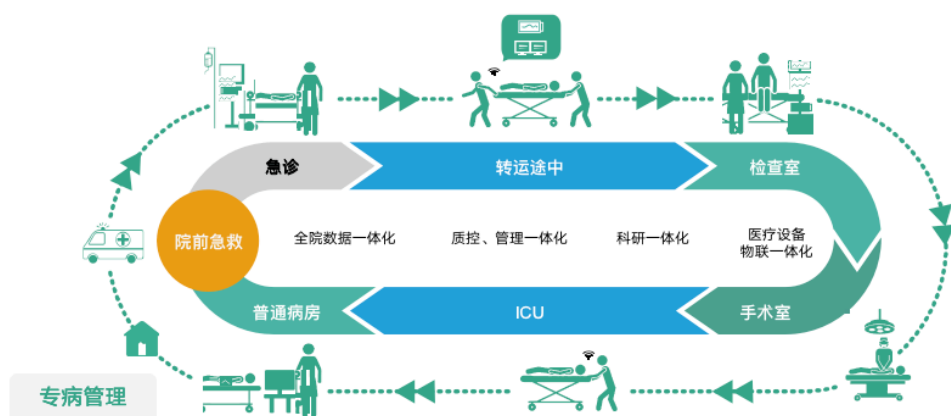 急诊
转运途中
检查室
院前急救
全院数据一体化
质控、管理一体化
科研一体化
医疗设备
物联一体化
普通病房
ICU
手术室
专病管理